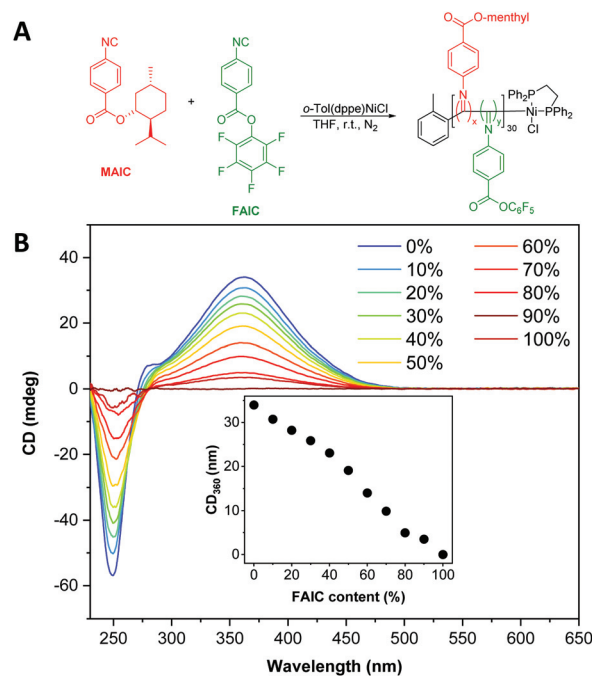 A
NC
O
O
MAIC
+
NC
O
O
F
F
F
F
F
FAIC
o-Tol(dppe)NiCl
THF, r.t., N2
O
O-menthyl
N
x
y
30
N
Ph2P
PPh2
Ni
Cl
O
OC6F5
B
CD (mdeg)
40
20
0
-20
-40
-60
250 300 350 400 450 500 550 600 650
Wavelength (nm)
0% 60%
10% 70%
20% 80%
30% 90%
40% 100%
50%
CD360 (nm)
30
20
10
0
0 20 40 60 80 100
FAIC content (%)